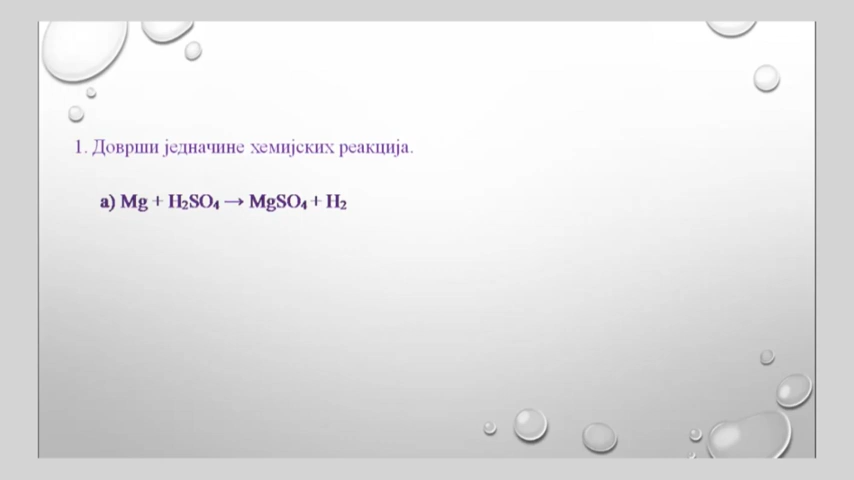 1. Доврши једначине хемијских реакција.
а) Mg + H₂SO₄ → MgSO₄ + H₂